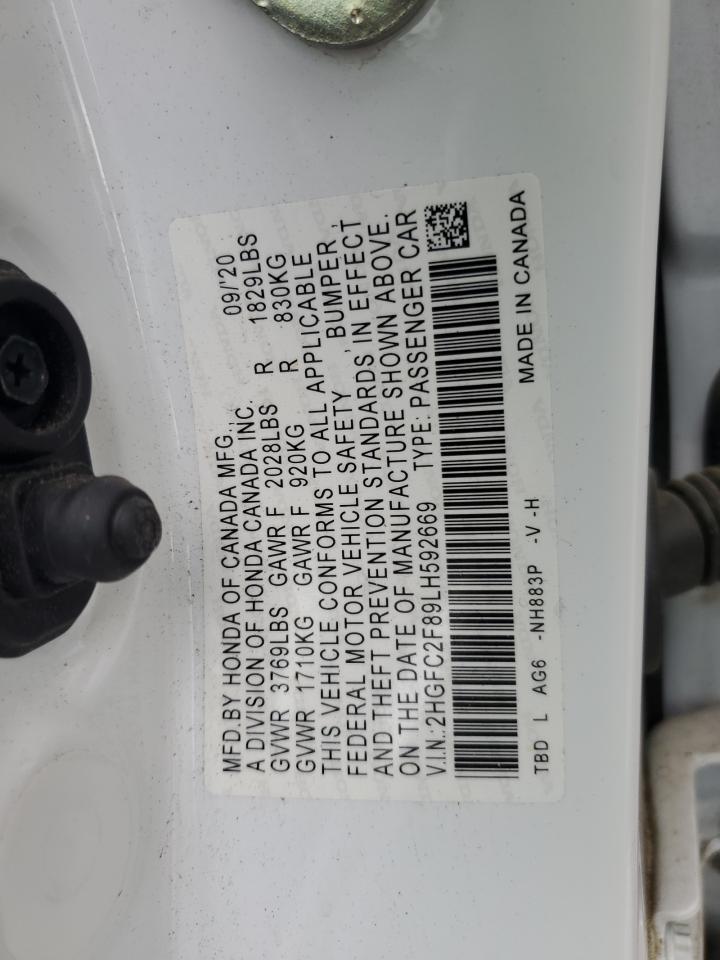 MFD.BY HONDA OF CANADA MFG., 09/'20
A DIVISION OF HONDA CANADA INC.
GVWR 3769LBS GAWR F 2028LBS R 1829LBS
GVWR 1710KG GAWR F 920KG R 830KG
THIS VEHICLE CONFORMS TO ALL APPLICABLE
FEDERAL MOTOR VEHICLE SAFETY , BUMPER,
AND THEFT PREVENTION STANDARDS IN EFFECT
ON THE DATE OF MANUFACTURE SHOWN ABOVE.
V.I.N.:2HGFC2F89LH592669 TYPE: PASSENGER CAR
TBD L AG6 -NH883P -V -H MADE IN CANADA